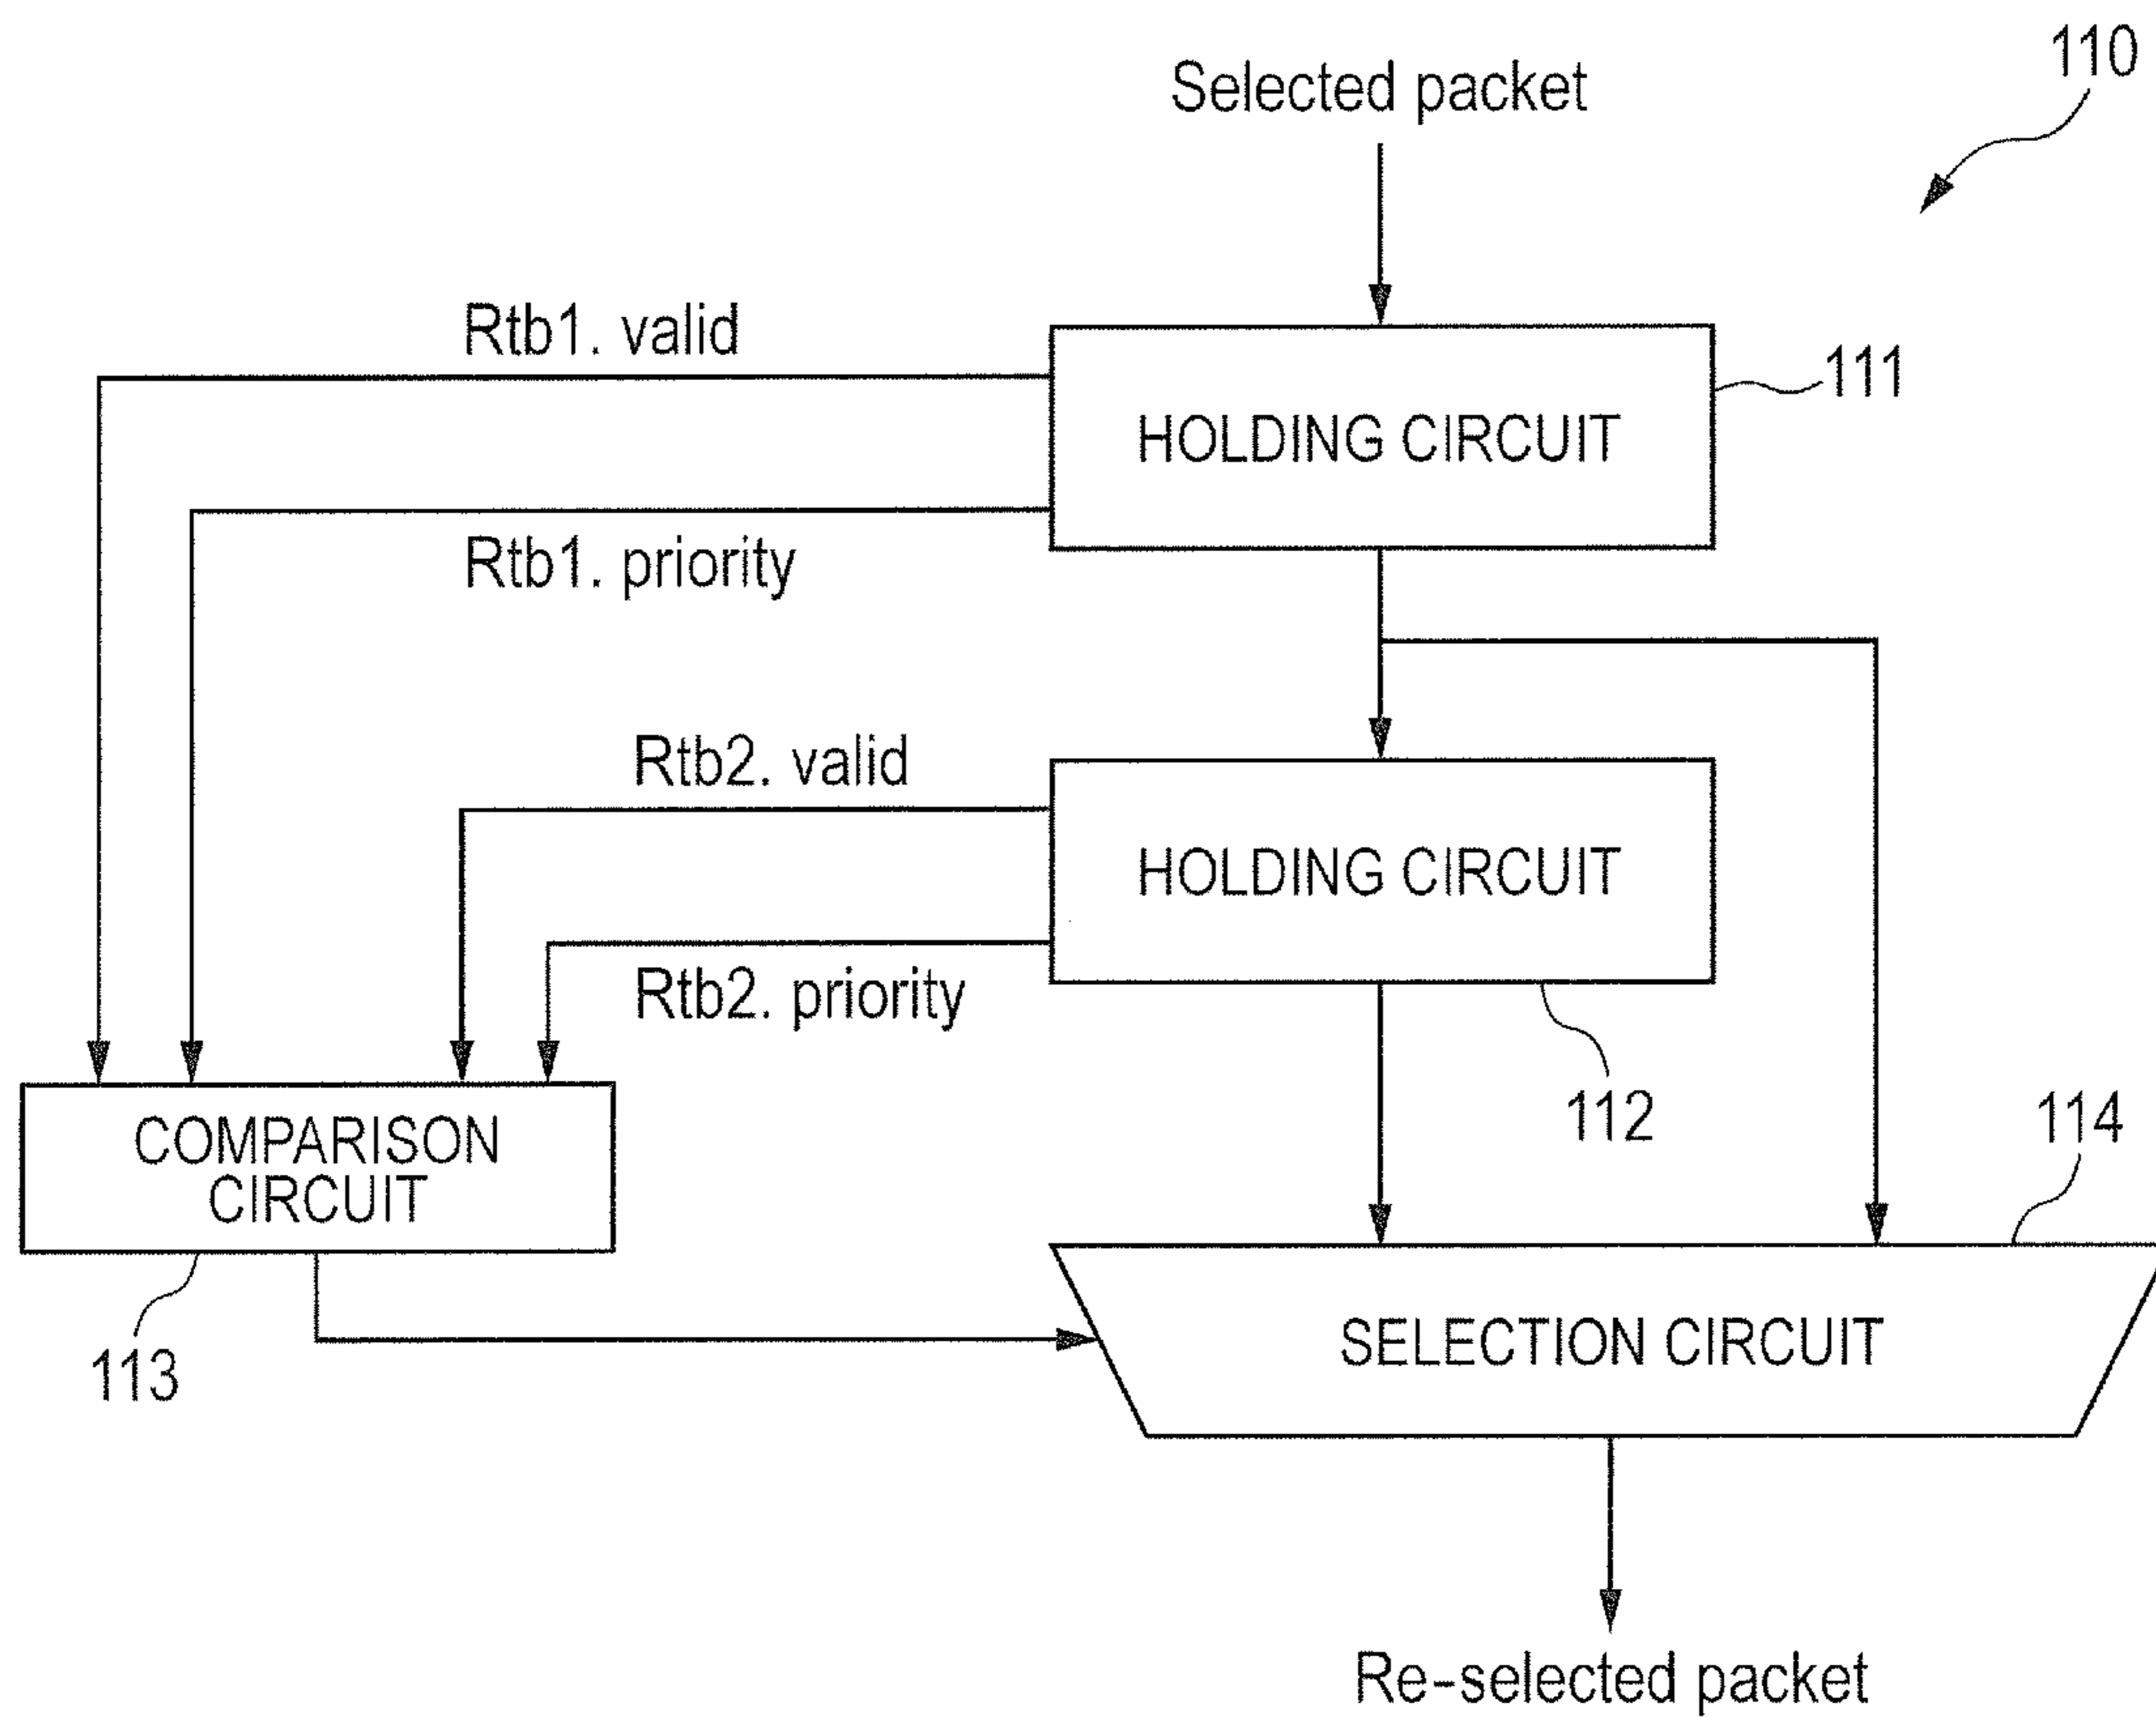 110
Selected packet
Rtb1. valid
111
HOLDING CIRCUIT
Rtb1. priority
Rtb2. valid
HOLDING CIRCUIT
Rtb2. priority
112
114
COMPARISON
CIRCUIT
113
SELECTION CIRCUIT
Re-selected packet